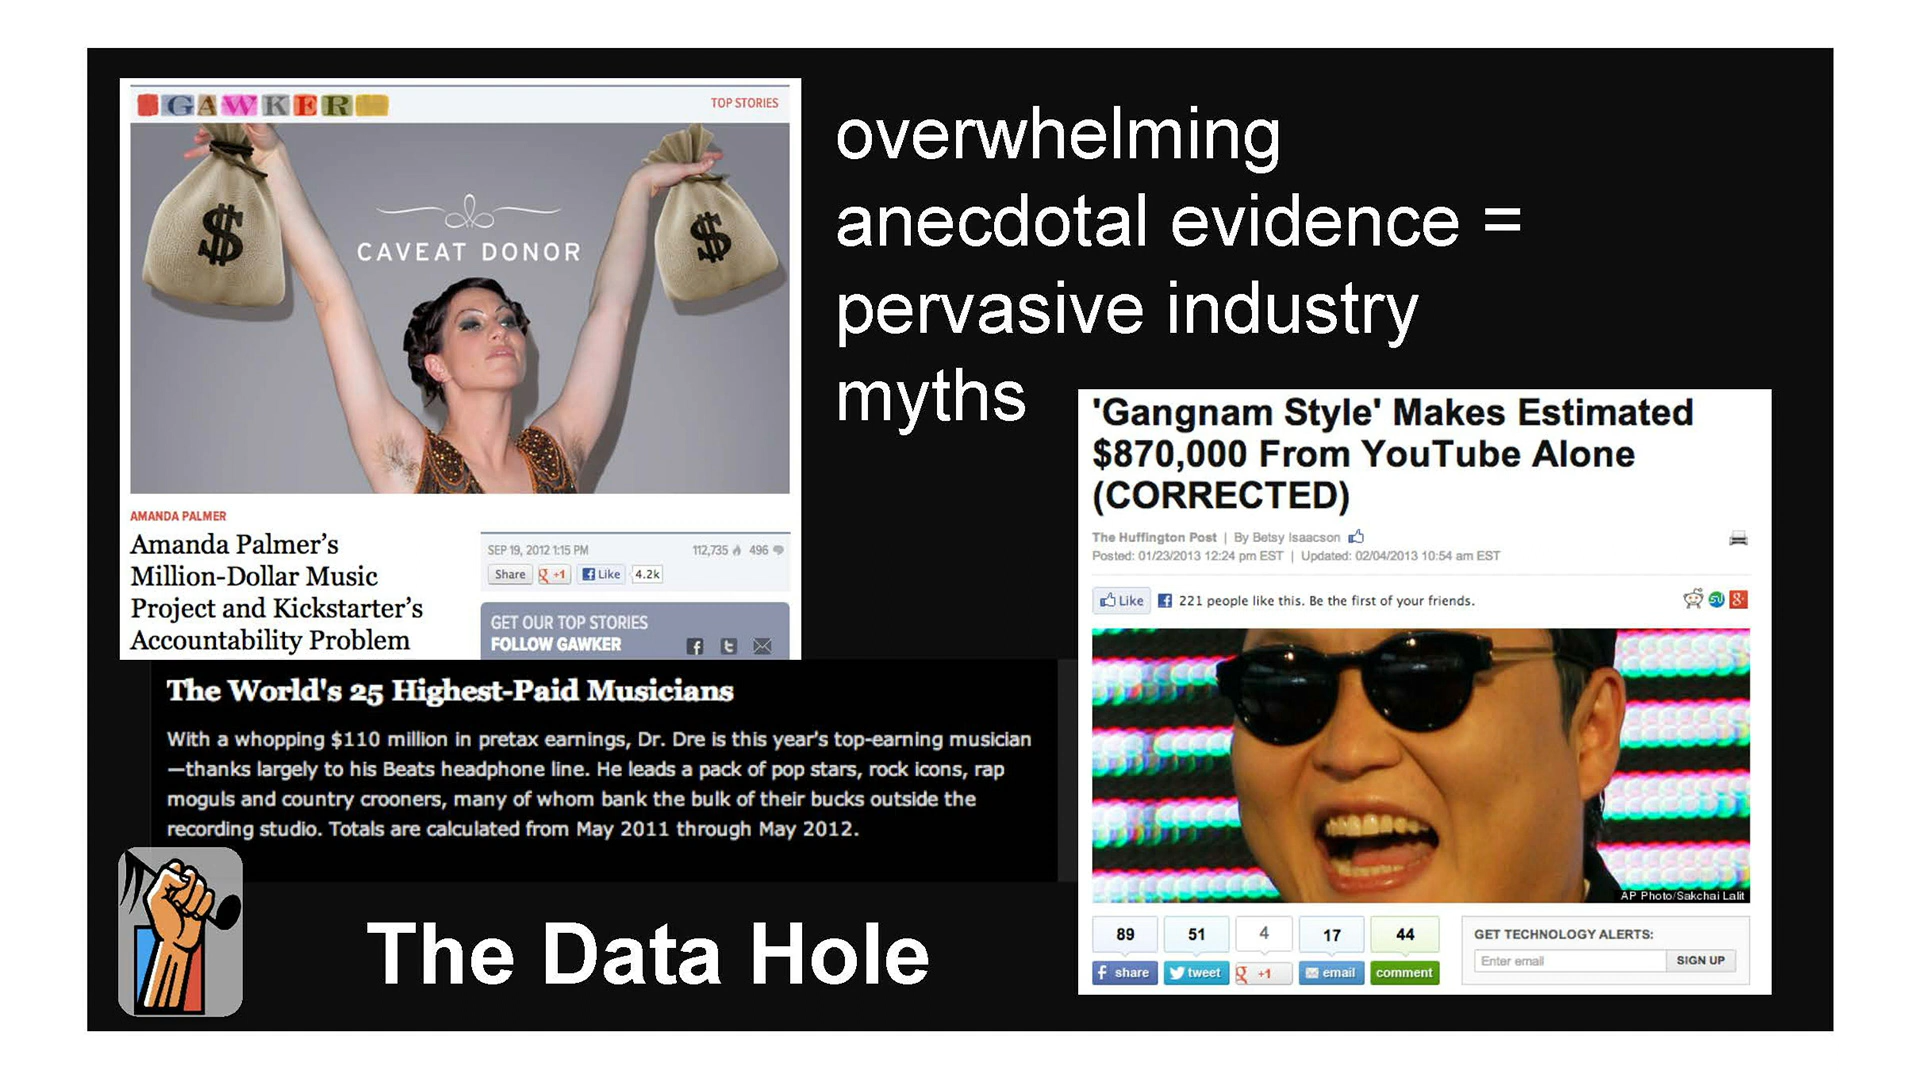 GAWKER
TOP STORIES
$
$
CAVEAT DONOR
AMANDA PALMER
Amanda Palmer's
Million-Dollar Music
Project and Kickstarter's
Accountability Problem
SEP 19, 2012 1:15 PM
112,735
496
Share
g +1
f Like
4.2k
GET OUR TOP STORIES
FOLLOW GAWKER
f t
overwhelming
anecdotal evidence =
pervasive industry
myths
'Gangnam Style' Makes Estimated
$870,000 From YouTube Alone
(CORRECTED)
The Huffington Post | By Betsy Isaacson
Posted: 01/23/2013 12:24 pm EST | Updated: 02/04/2013 10:54 am EST
Like
f 221 people like this. Be the first of your friends.
AP Photo/Sakchai Lalit
89 51 4 17 44
f share
tweet
g +1
email
comment
GET TECHNOLOGY ALERTS:
Enter email
SIGN UP
The World's 25 Highest-Paid Musicians
With a whopping $110 million in pretax earnings, Dr. Dre is this year's top-earning musician
—thanks largely to his Beats headphone line. He leads a pack of pop stars, rock icons, rap
moguls and country crooners, many of whom bank the bulk of their bucks outside the
recording studio. Totals are calculated from May 2011 through May 2012.
The Data Hole